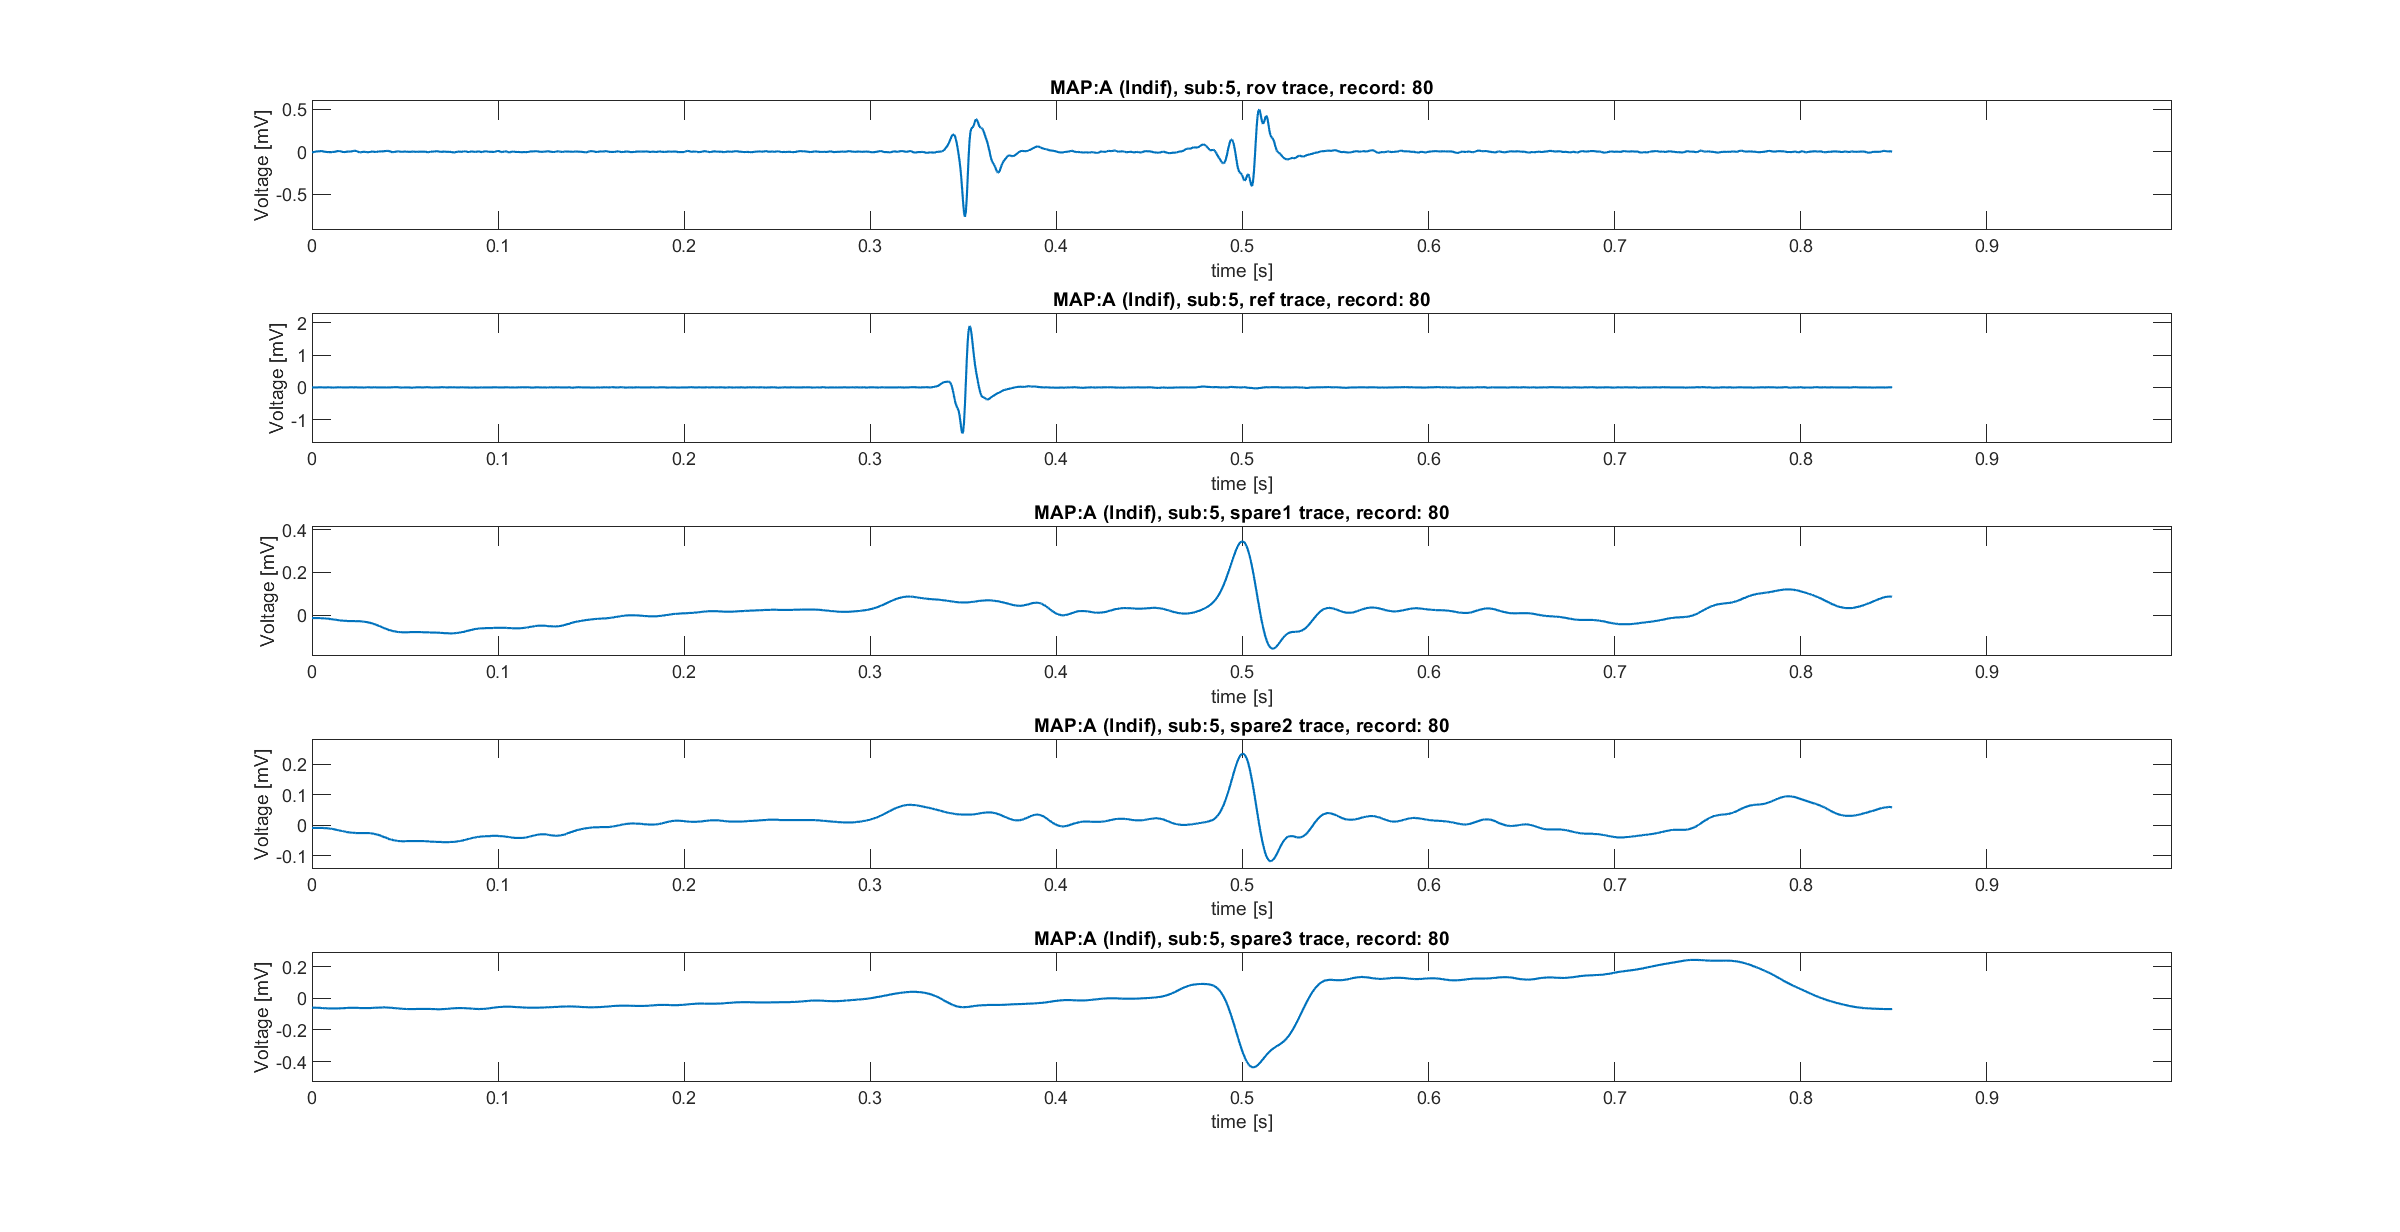 MAP:A (Indif), sub:5, rov trace, record: 80
Voltage [mV]
0.5
0
-0.5
0 0.1 0.2 0.3 0.4 0.5 0.6 0.7 0.8 0.9
time [s]
MAP:A (Indif), sub:5, ref trace, record: 80
Voltage [mV]
2
1
0
-1
0 0.1 0.2 0.3 0.4 0.5 0.6 0.7 0.8 0.9
time [s]
MAP:A (Indif), sub:5, spare1 trace, record: 80
Voltage [mV]
0.4
0.2
0
0 0.1 0.2 0.3 0.4 0.5 0.6 0.7 0.8 0.9
time [s]
MAP:A (Indif), sub:5, spare2 trace, record: 80
Voltage [mV]
0.2
0.1
0
-0.1
0 0.1 0.2 0.3 0.4 0.5 0.6 0.7 0.8 0.9
time [s]
MAP:A (Indif), sub:5, spare3 trace, record: 80
Voltage [mV]
0.2
0
-0.2
-0.4
0 0.1 0.2 0.3 0.4 0.5 0.6 0.7 0.8 0.9
time [s]